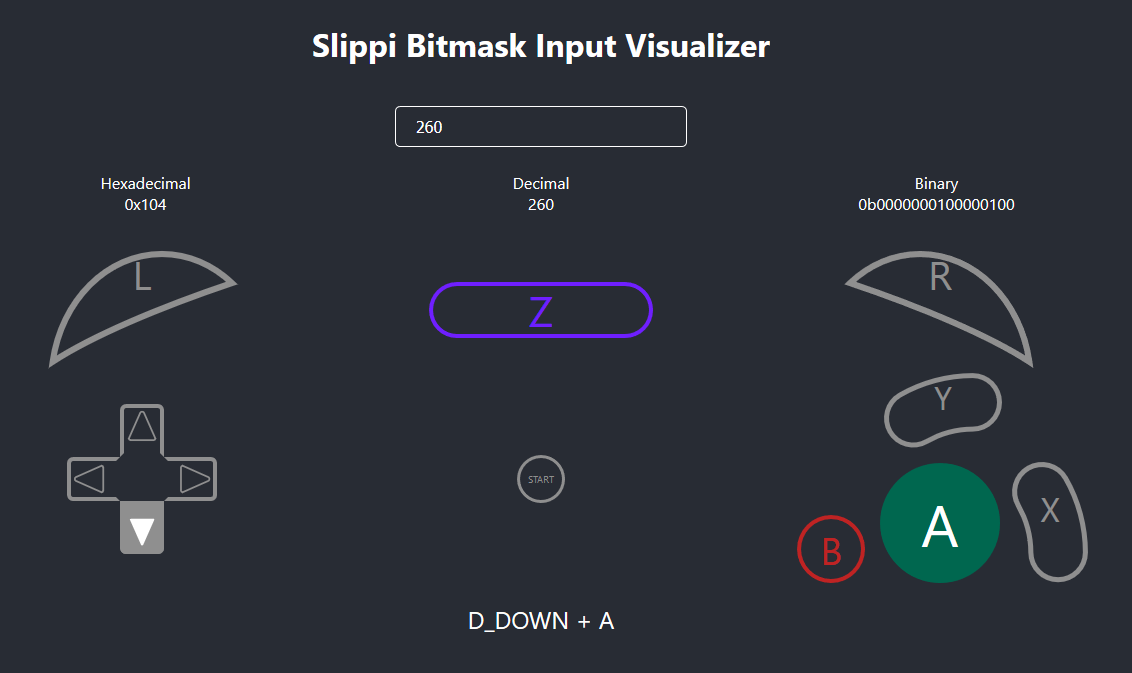 Slippi Bitmask Input Visualizer
260
Hexadecimal
0x104
Decimal
260
Binary
0b0000000100000100
L
Z
R
Y
START
X
A
B
D_DOWN + A